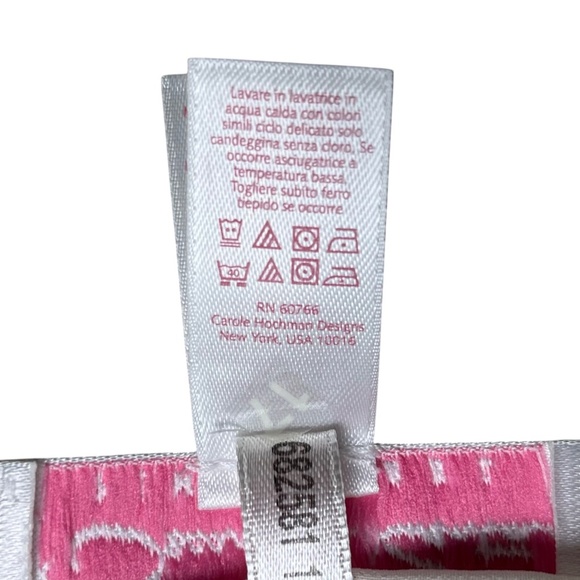 Lavare in lavatrice in
acqua calda con colori
simili ciclo delicato solo
candeggina senza cloro. Se
occorre asciugatrice a
temperatura bassa.
Togliere subito ferro
tiepido se occorre.
40
RN 60766
Carole Hochman Designs
New York, USA 10016
682581